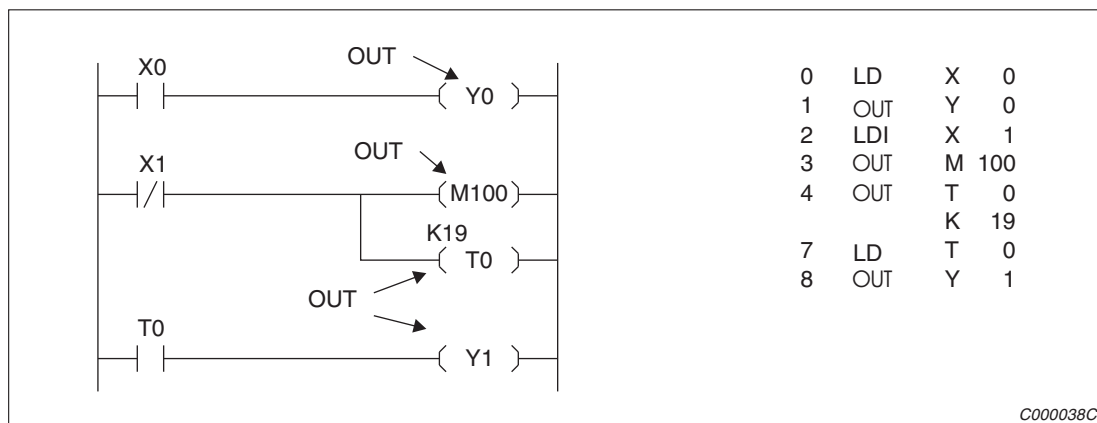 X0
OUT
Y0
X1
OUT
M100
K19
T0
OUT
T0
Y1
0 LD X 0
1 OUT Y 0
2 LDI X 1
3 OUT M 100
4 OUT T 0
K 19
7 LD T 0
8 OUT Y 1
C000038C